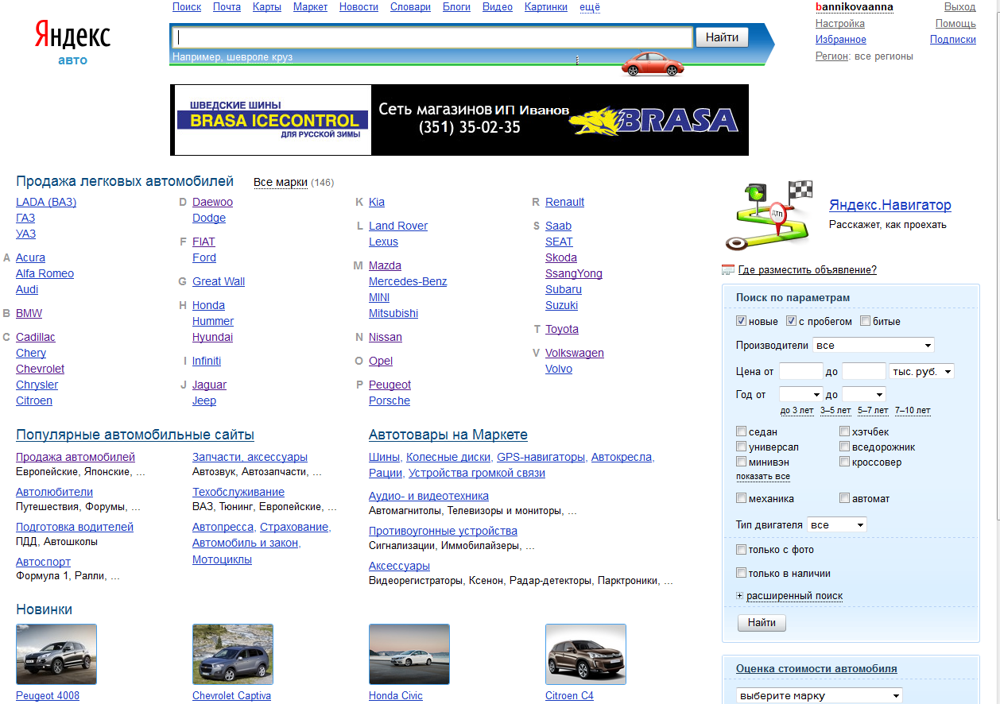 Поиск Почта Карты Маркет Новости Словари Блоги Видео Картинки ещё
bannikovaanna Выход
Настройка Помощь
Избранное Подписки
Регион: все регионы
Яндекс
авто
Найти
Например, шевроле круз
ШВЕДСКИЕ ШИНЫ
BRASA ICECONTROL
ДЛЯ РУССКОЙ ЗИМЫ
Сеть магазинов ИП Иванов
(351) 35-02-35
BRASA
Продажа легковых автомобилей Все марки (146)
LADA (ВАЗ)
ГАЗ
УАЗ
A Acura
Alfa Romeo
Audi
B BMW
C Cadillac
Chery
Chevrolet
Chrysler
Citroen
D Daewoo
Dodge
F FIAT
Ford
G Great Wall
H Honda
Hummer
Hyundai
I Infiniti
J Jaguar
Jeep
K Kia
L Land Rover
Lexus
M Mazda
Mercedes-Benz
MINI
Mitsubishi
N Nissan
O Opel
P Peugeot
Porsche
R Renault
S Saab
SEAT
Skoda
SsangYong
Subaru
Suzuki
T Toyota
V Volkswagen
Volvo
Популярные автомобильные сайты
Продажа автомобилей
Европейские, Японские, ...
Автолюбители
Путешествия, Форумы, ...
Подготовка водителей
ПДД, Автошколы
Автоспорт
Формула 1, Ралли, ...
Запчасти, аксессуары
Автозвук, Автозапчасти, ...
Техобслуживание
ВАЗ, Тюнинг, Европейские, ...
Автопресса, Страхование,
Автомобиль и закон,
Мотоциклы
Автотовары на Маркете
Шины, Колесные диски, GPS-навигаторы, Автокресла,
Рации, Устройства громкой связи
Аудио- и видеотехника
Автомагнитолы, Телевизоры и мониторы, ...
Противоугонные устройства
Сигнализации, Иммобилайзеры, ...
Аксессуары
Видеорегистраторы, Ксенон, Радар-детекторы, Парктроники, ...
Новинки
Peugeot 4008
Chevrolet Captiva
Honda Civic
Citroen C4
ДТП
Яндекс.Навигатор
Расскажет, как проехать
Где разместить объявление?
Поиск по параметрам
новые с пробегом битые
Производители все
Цена от до тыс. руб.
Год от до
до 3 лет 3–5 лет 5–7 лет 7–10 лет
седан хэтчбек
универсал вседорожник
минивэн кроссовер
показать все
механика автомат
Тип двигателя все
только с фото
только в наличии
расширенный поиск
Найти
Оценка стоимости автомобиля
выберите марку